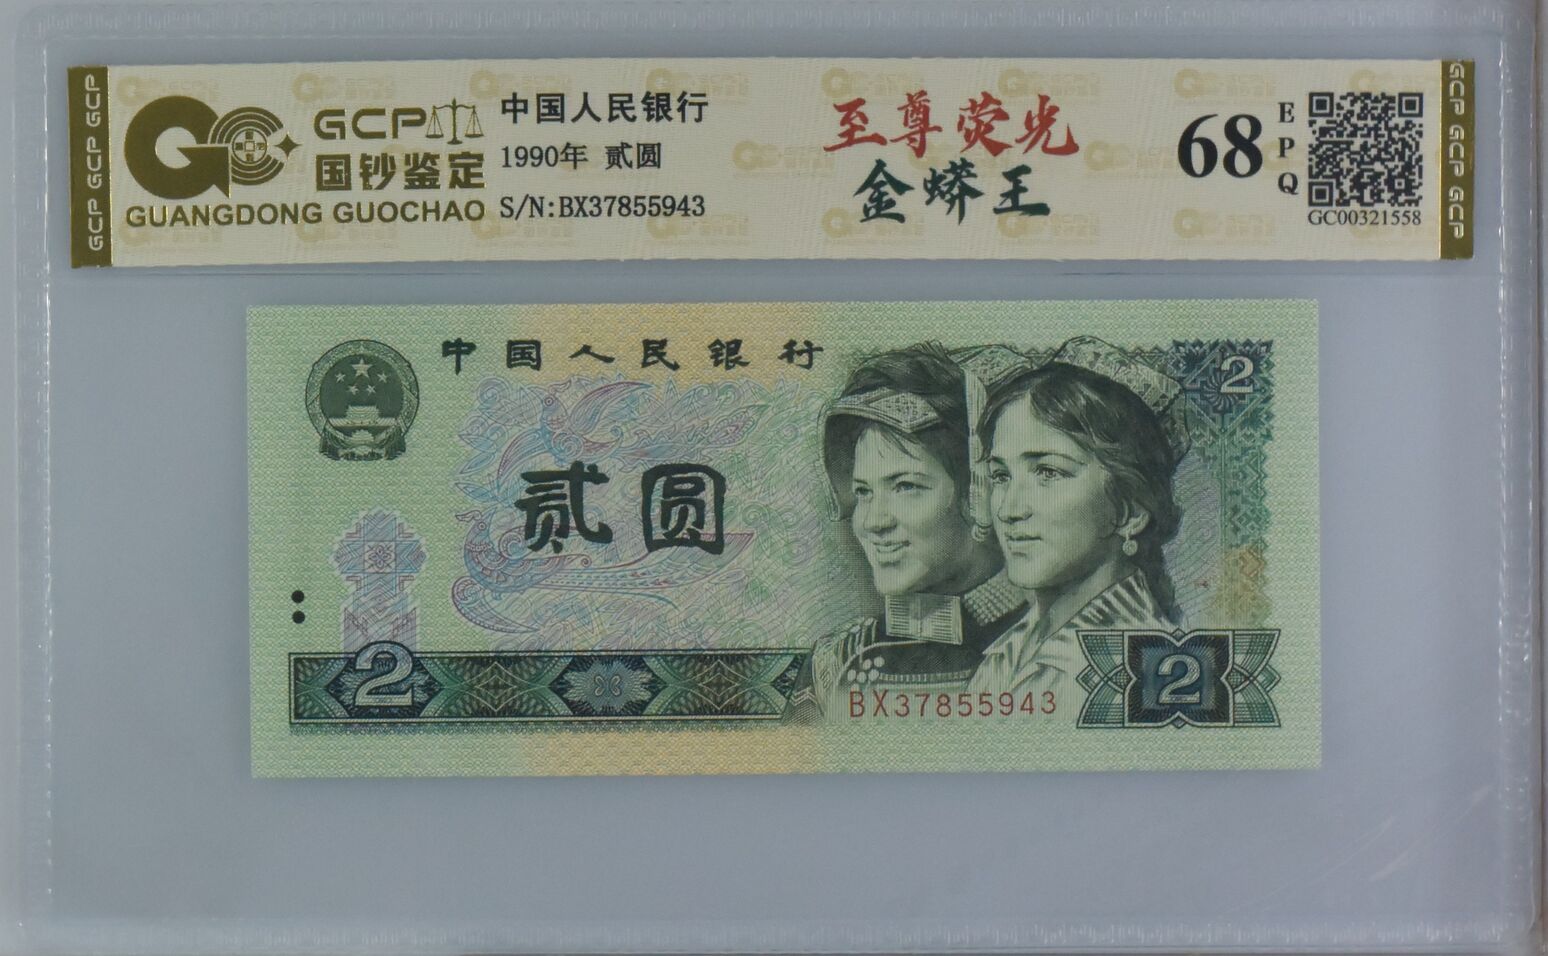 GCP GCP GCP
GCP
国钞鉴定
GUANGDONG GUOCHAO
中国人民银行
1990年 贰圆
S/N:BX37855943
至尊荧光
金蟒王
68
EPQ
GC00321558
GCP GCP GCP
中国人民银行
2
贰圆
2
BX37855943
2